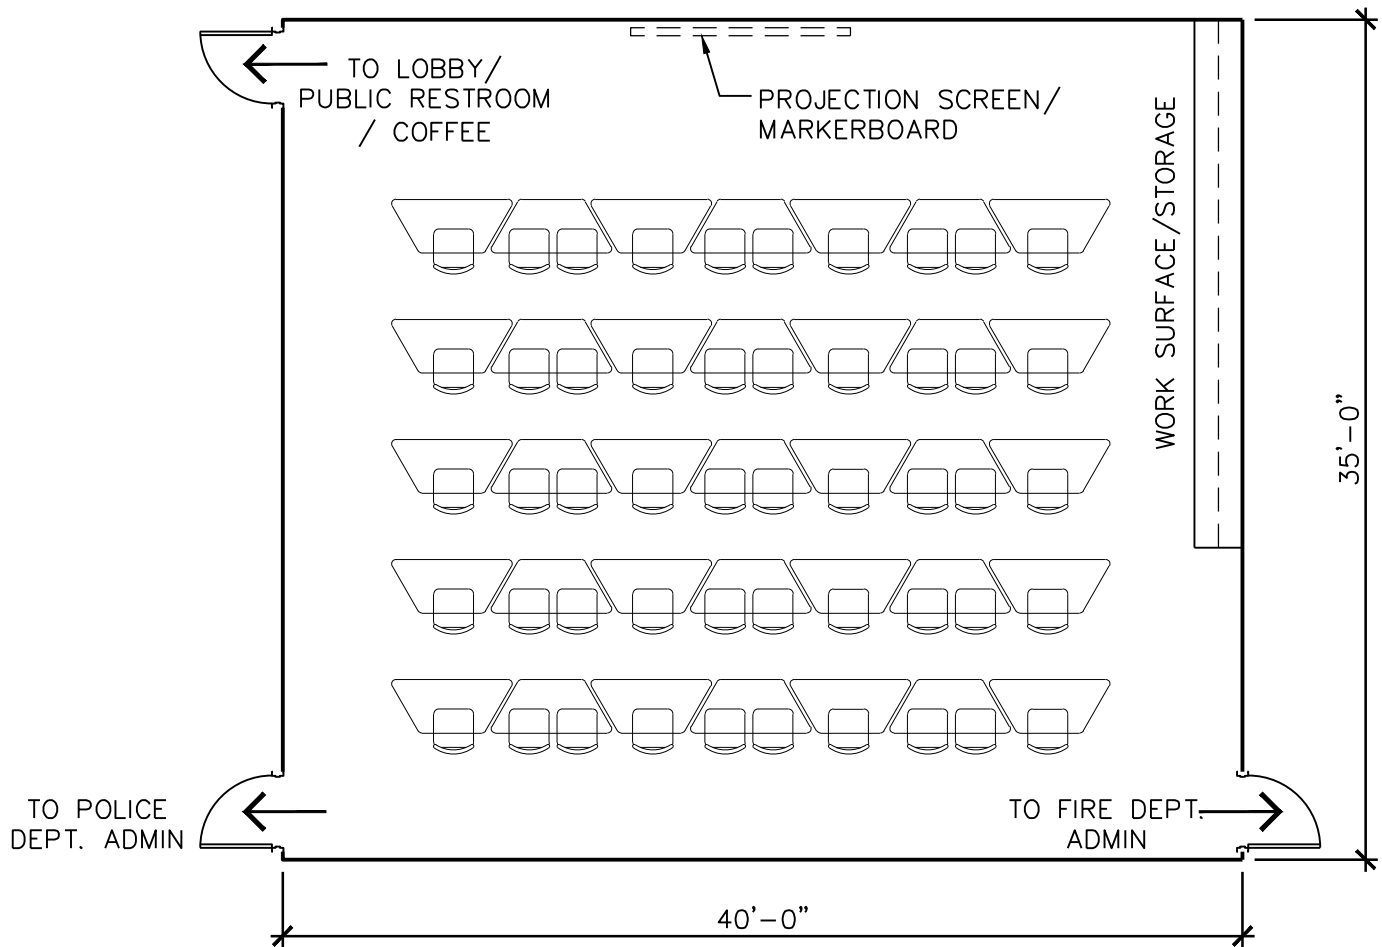 TO LOBBY/
PUBLIC RESTROOM
/ COFFEE
PROJECTION SCREEN/
MARKERBOARD
WORK SURFACE/STORAGE
35'-0"
TO POLICE
DEPT. ADMIN
TO FIRE DEPT.
ADMIN
40'-0"